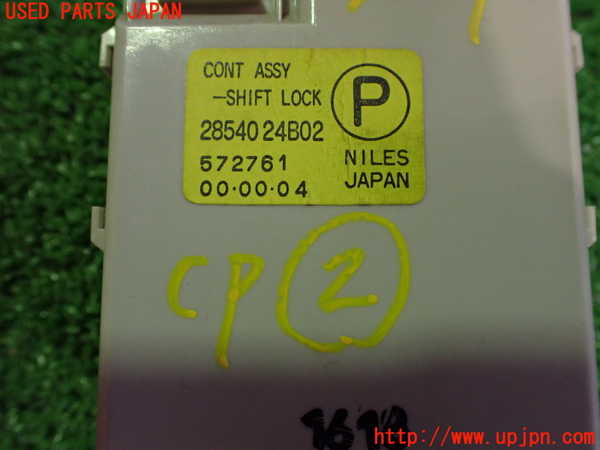 USED PARTS JAPAN
CONT ASSY
-SHIFT LOCK
P
28540 24B02
572761
00·00·04
NILES
JAPAN
CP 2
[UPJ] http://www.upjpn.com/